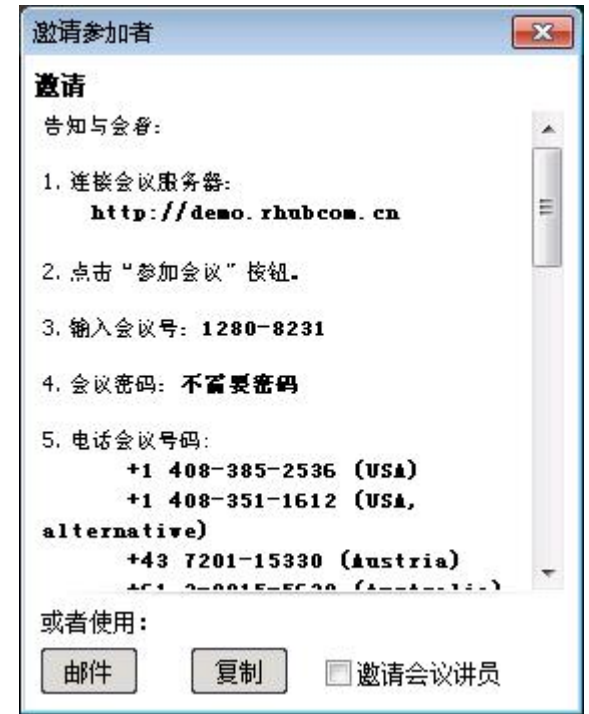 邀请参加者
邀请
告知与会者:
1. 连接会议服务器:
http://demo.rhubcom.cn
2. 点击“参加会议”按钮。
3. 输入会议号: 1280-8231
4. 会议密码: 不需要密码
5. 电话会议号码:
+1 408-385-2536 (USA)
+1 408-351-1612 (USA,
alternative)
+43 7201-15330 (Austria)
或者使用:
邮件
复制
邀请会议讲员